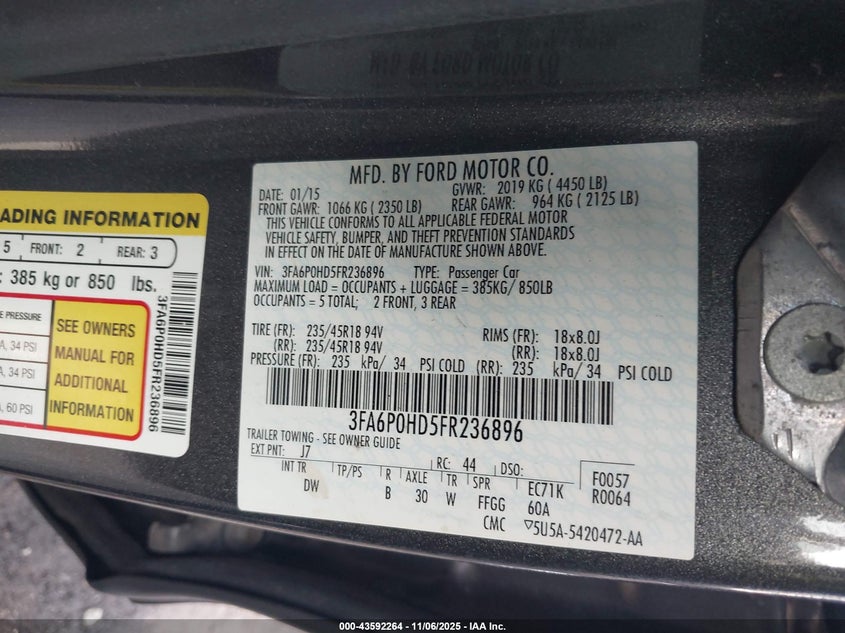 MFD. BY FORD MOTOR CO.
DATE: 01/15
GVWR: 2019 KG ( 4450 LB)
FRONT GAWR: 1066 KG ( 2350 LB)
REAR GAWR: 964 KG ( 2125 LB)
THIS VEHICLE CONFORMS TO ALL APPLICABLE FEDERAL MOTOR
VEHICLE SAFETY, BUMPER, AND THEFT PREVENTION STANDARDS
IN EFFECT ON THE DATE OF MANUFACTURE SHOWN ABOVE.
VIN: 3FA6P0HD5FR236896 TYPE: Passenger Car
MAXIMUM LOAD = OCCUPANTS + LUGGAGE = 385KG/ 850LB
OCCUPANTS = 5 TOTAL; 2 FRONT, 3 REAR
TIRE (FR): 235/45R18 94V RIMS (FR): 18x8.0J
(RR): 235/45R18 94V (RR): 18x8.0J
PRESSURE (FR): 235 kPa/ 34 PSI COLD (RR): 235 kPa/ 34 PSI COLD
3FA6P0HD5FR236896
TRAILER TOWING - SEE OWNER GUIDE
EXT PNT: J7 RC: 44 DSO:
INT TR TP/PS R AXLE TR SPR EC71K F0057
DW B 30 W FFGG 60A R0064
CMC ▽5U5A-5420472-AA
ADING INFORMATION
5 FRONT: 2 REAR: 3
: 385 kg or 850 lbs.
PRESSURE
A, 34 PSI
A, 34 PSI
A, 60 PSI
SEE OWNERS
MANUAL FOR
ADDITIONAL
INFORMATION
3FA6P0HD5FR236896
000-43592264 - 11/06/2025 - IAA Inc.